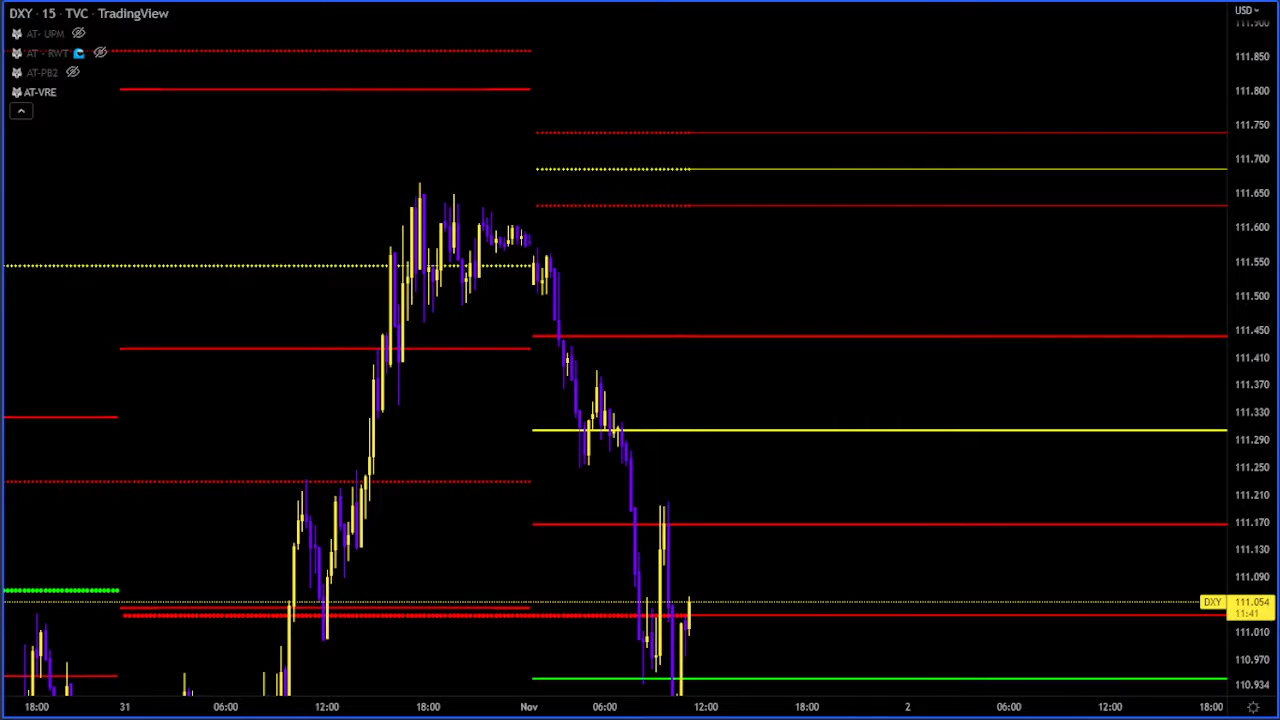 DXY · 15 · TVC · TradingView
AT- UPM
AT - RWT
AT-PB2
AT-VRE
USD
111.900
111.850
111.800
111.750
111.700
111.650
111.600
111.550
111.500
111.450
111.410
111.370
111.330
111.290
111.250
111.210
111.170
111.130
111.090
DXY 111.054
11:41
111.010
110.970
110.934
18:00 31 06:00 12:00 18:00 Nov 06:00 12:00 18:00 2 06:00 12:00 18:00